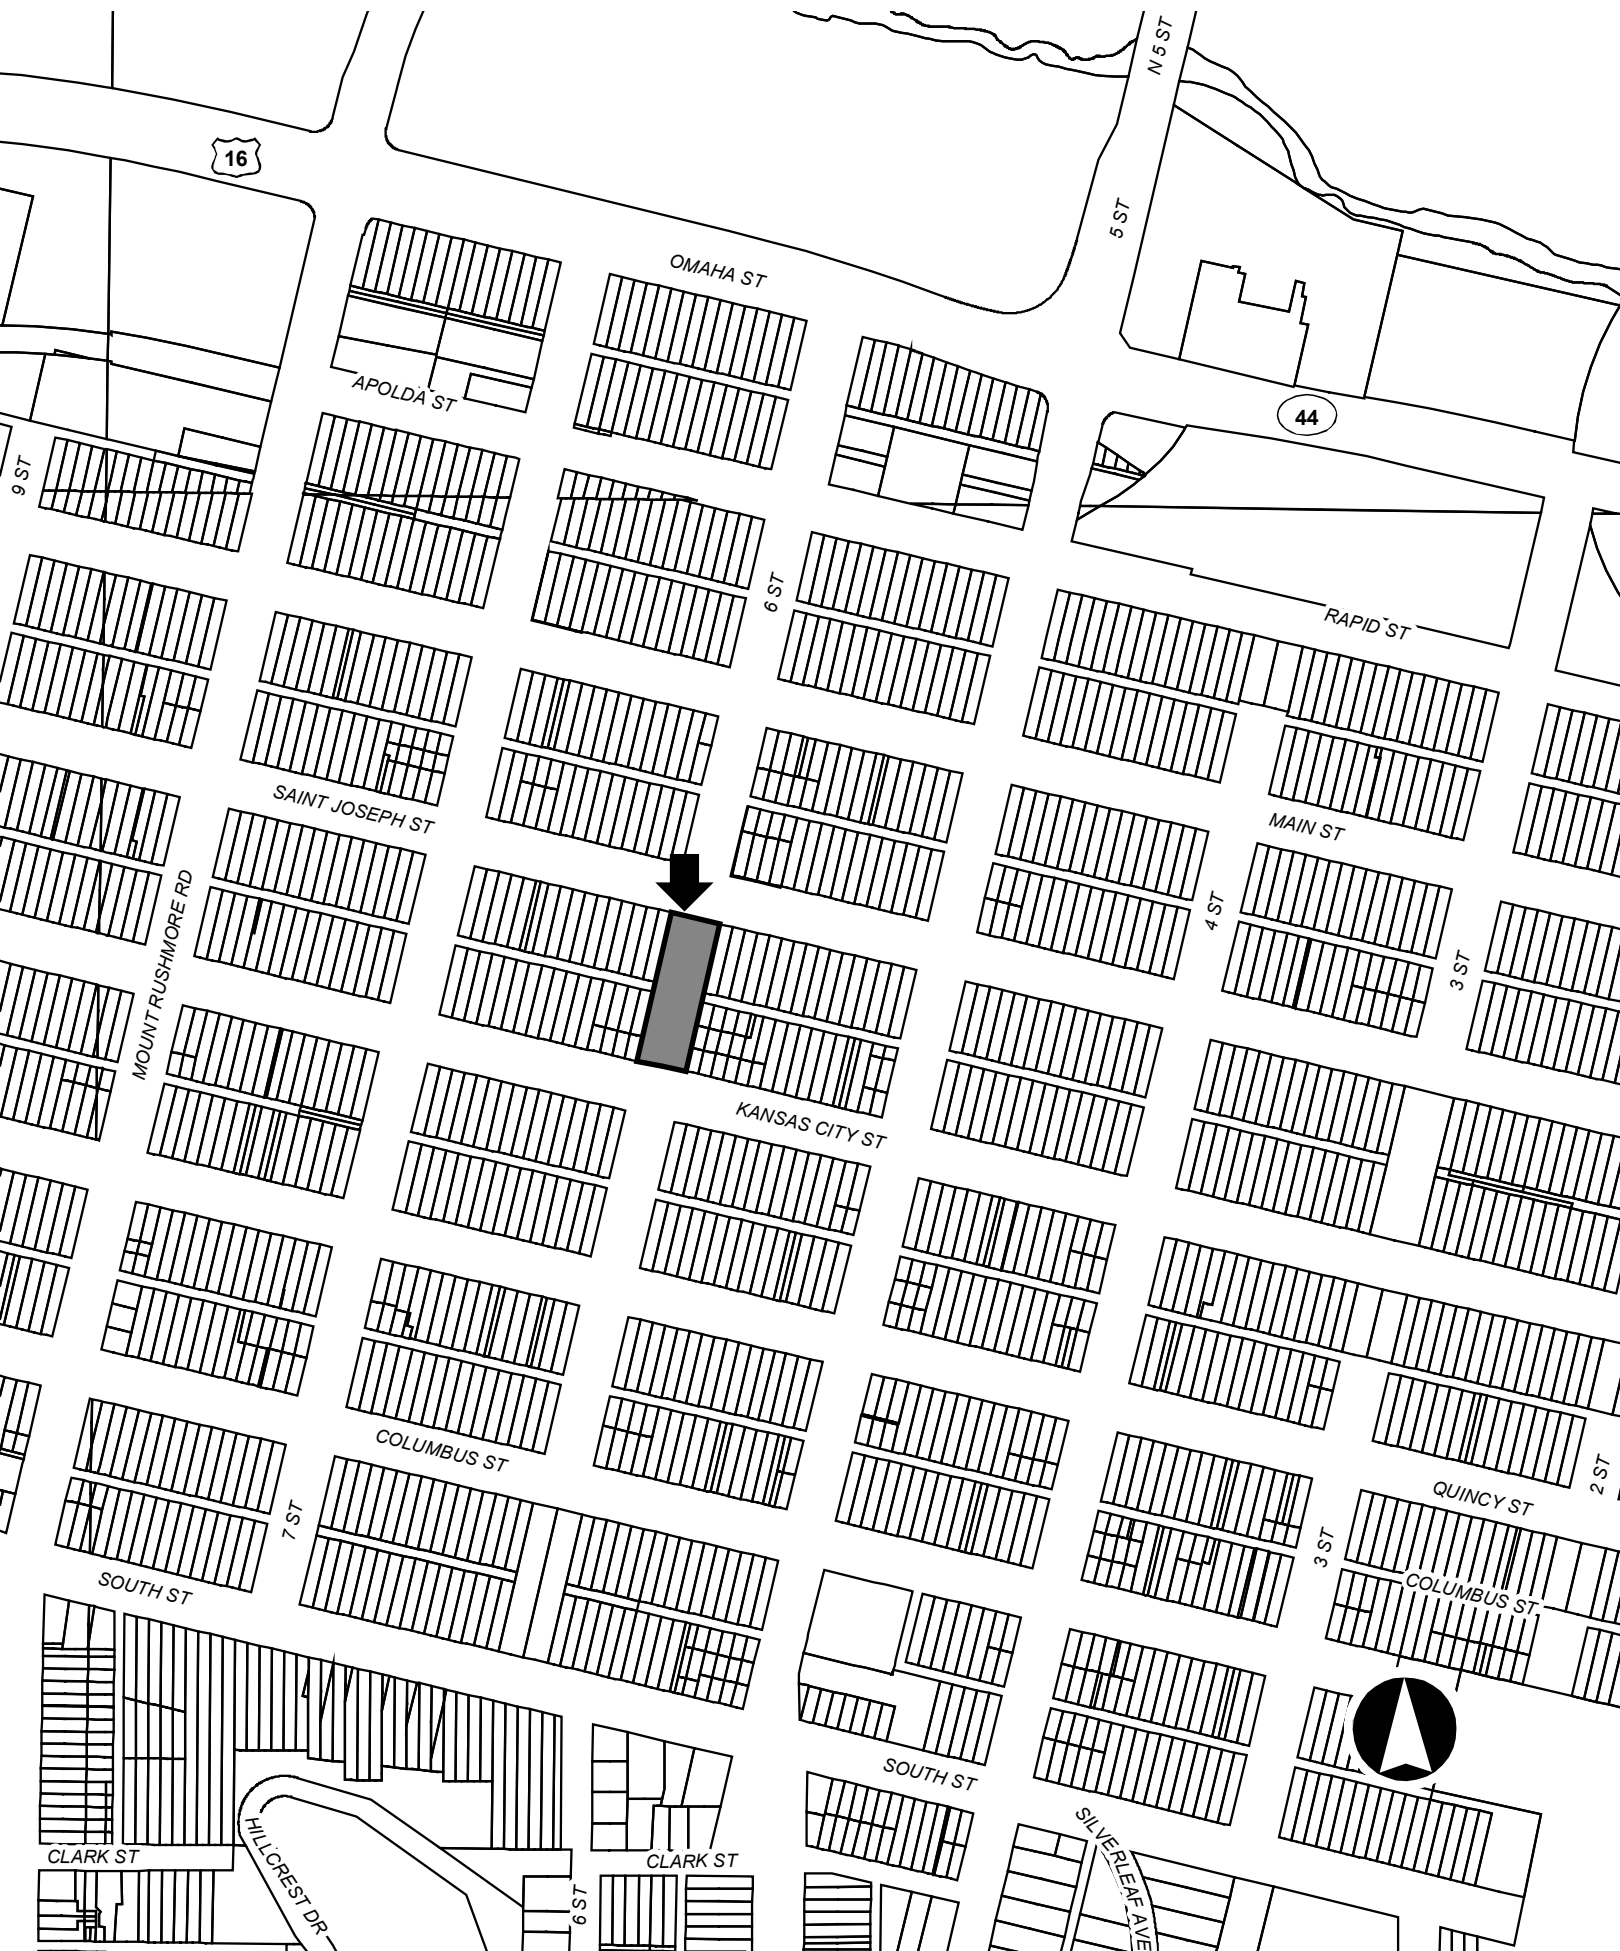 N 5 ST
16
5 ST
OMAHA ST
APOLDA ST
44
9 ST
6 ST
RAPID ST
SAINT JOSEPH ST
MAIN ST
MOUNT RUSHMORE RD
4 ST
3 ST
KANSAS CITY ST
COLUMBUS ST
2 ST
QUINCY ST
7 ST
3 ST
SOUTH ST
COLUMBUS ST
SOUTH ST
HILLCREST DR
SILVERLEAF AVE
CLARK ST
CLARK ST
6 ST